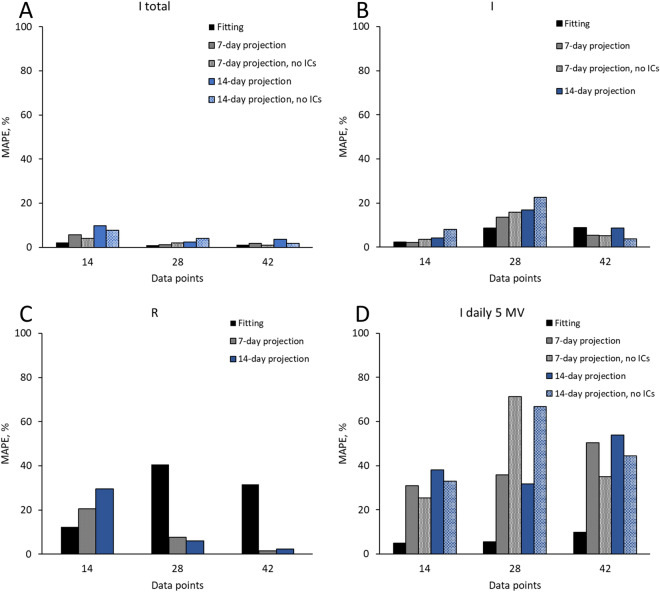 A
I total
100
80
60
40
20
0
MAPE, %
Fitting
7-day projection
7-day projection, no ICs
14-day projection
14-day projection, no ICs
14
28
42
Data points
B
I
100
80
60
40
20
0
MAPE, %
Fitting
7-day projection
7-day projection, no ICs
14-day projection
14
28
42
Data points
C
R
100
80
60
40
20
0
MAPE, %
Fitting
7-day projection
14-day projection
14
28
42
Data points
D
I daily 5 MV
100
80
60
40
20
0
MAPE, %
Fitting
7-day projection
7-day projection, no ICs
14-day projection
14-day projection, no ICs
14
28
42
Data points